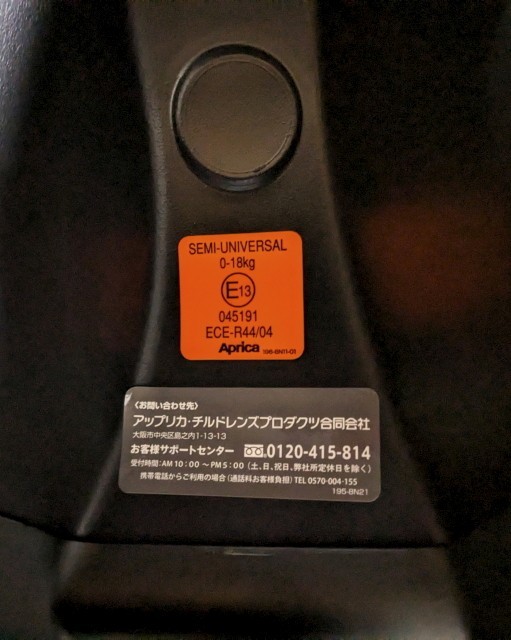 SEMI-UNIVERSAL
0-18kg
E13
045191
ECE-R44/04
Aprica 195-BN11-03
〈お問い合わせ先〉
アップリカ・チルドレンズプロダクツ合同会社
大阪市中央区島之内1-13-13
お客様サポートセンター 0120-415-814
受付時間:AM10:00〜PM5:00(土、日、祝日、弊社所定休日を除く)
携帯電話からご利用の場合(通話料お客様負担)TEL 0570-004-155
195-BN21